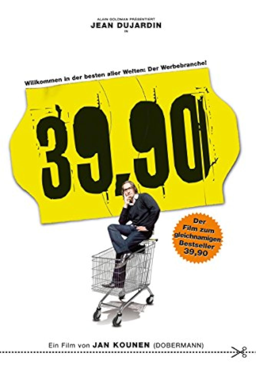 ALAIN GOLDMAN PRÄSENTIERT
JEAN DUJARDIN
IN
Willkommen in der besten aller Welten: Der Werbebranche!
39,90
Der
Film zum
gleichnamigen
Bestseller
39,90
Ein Film von JAN KOUNEN (DOBERMANN)